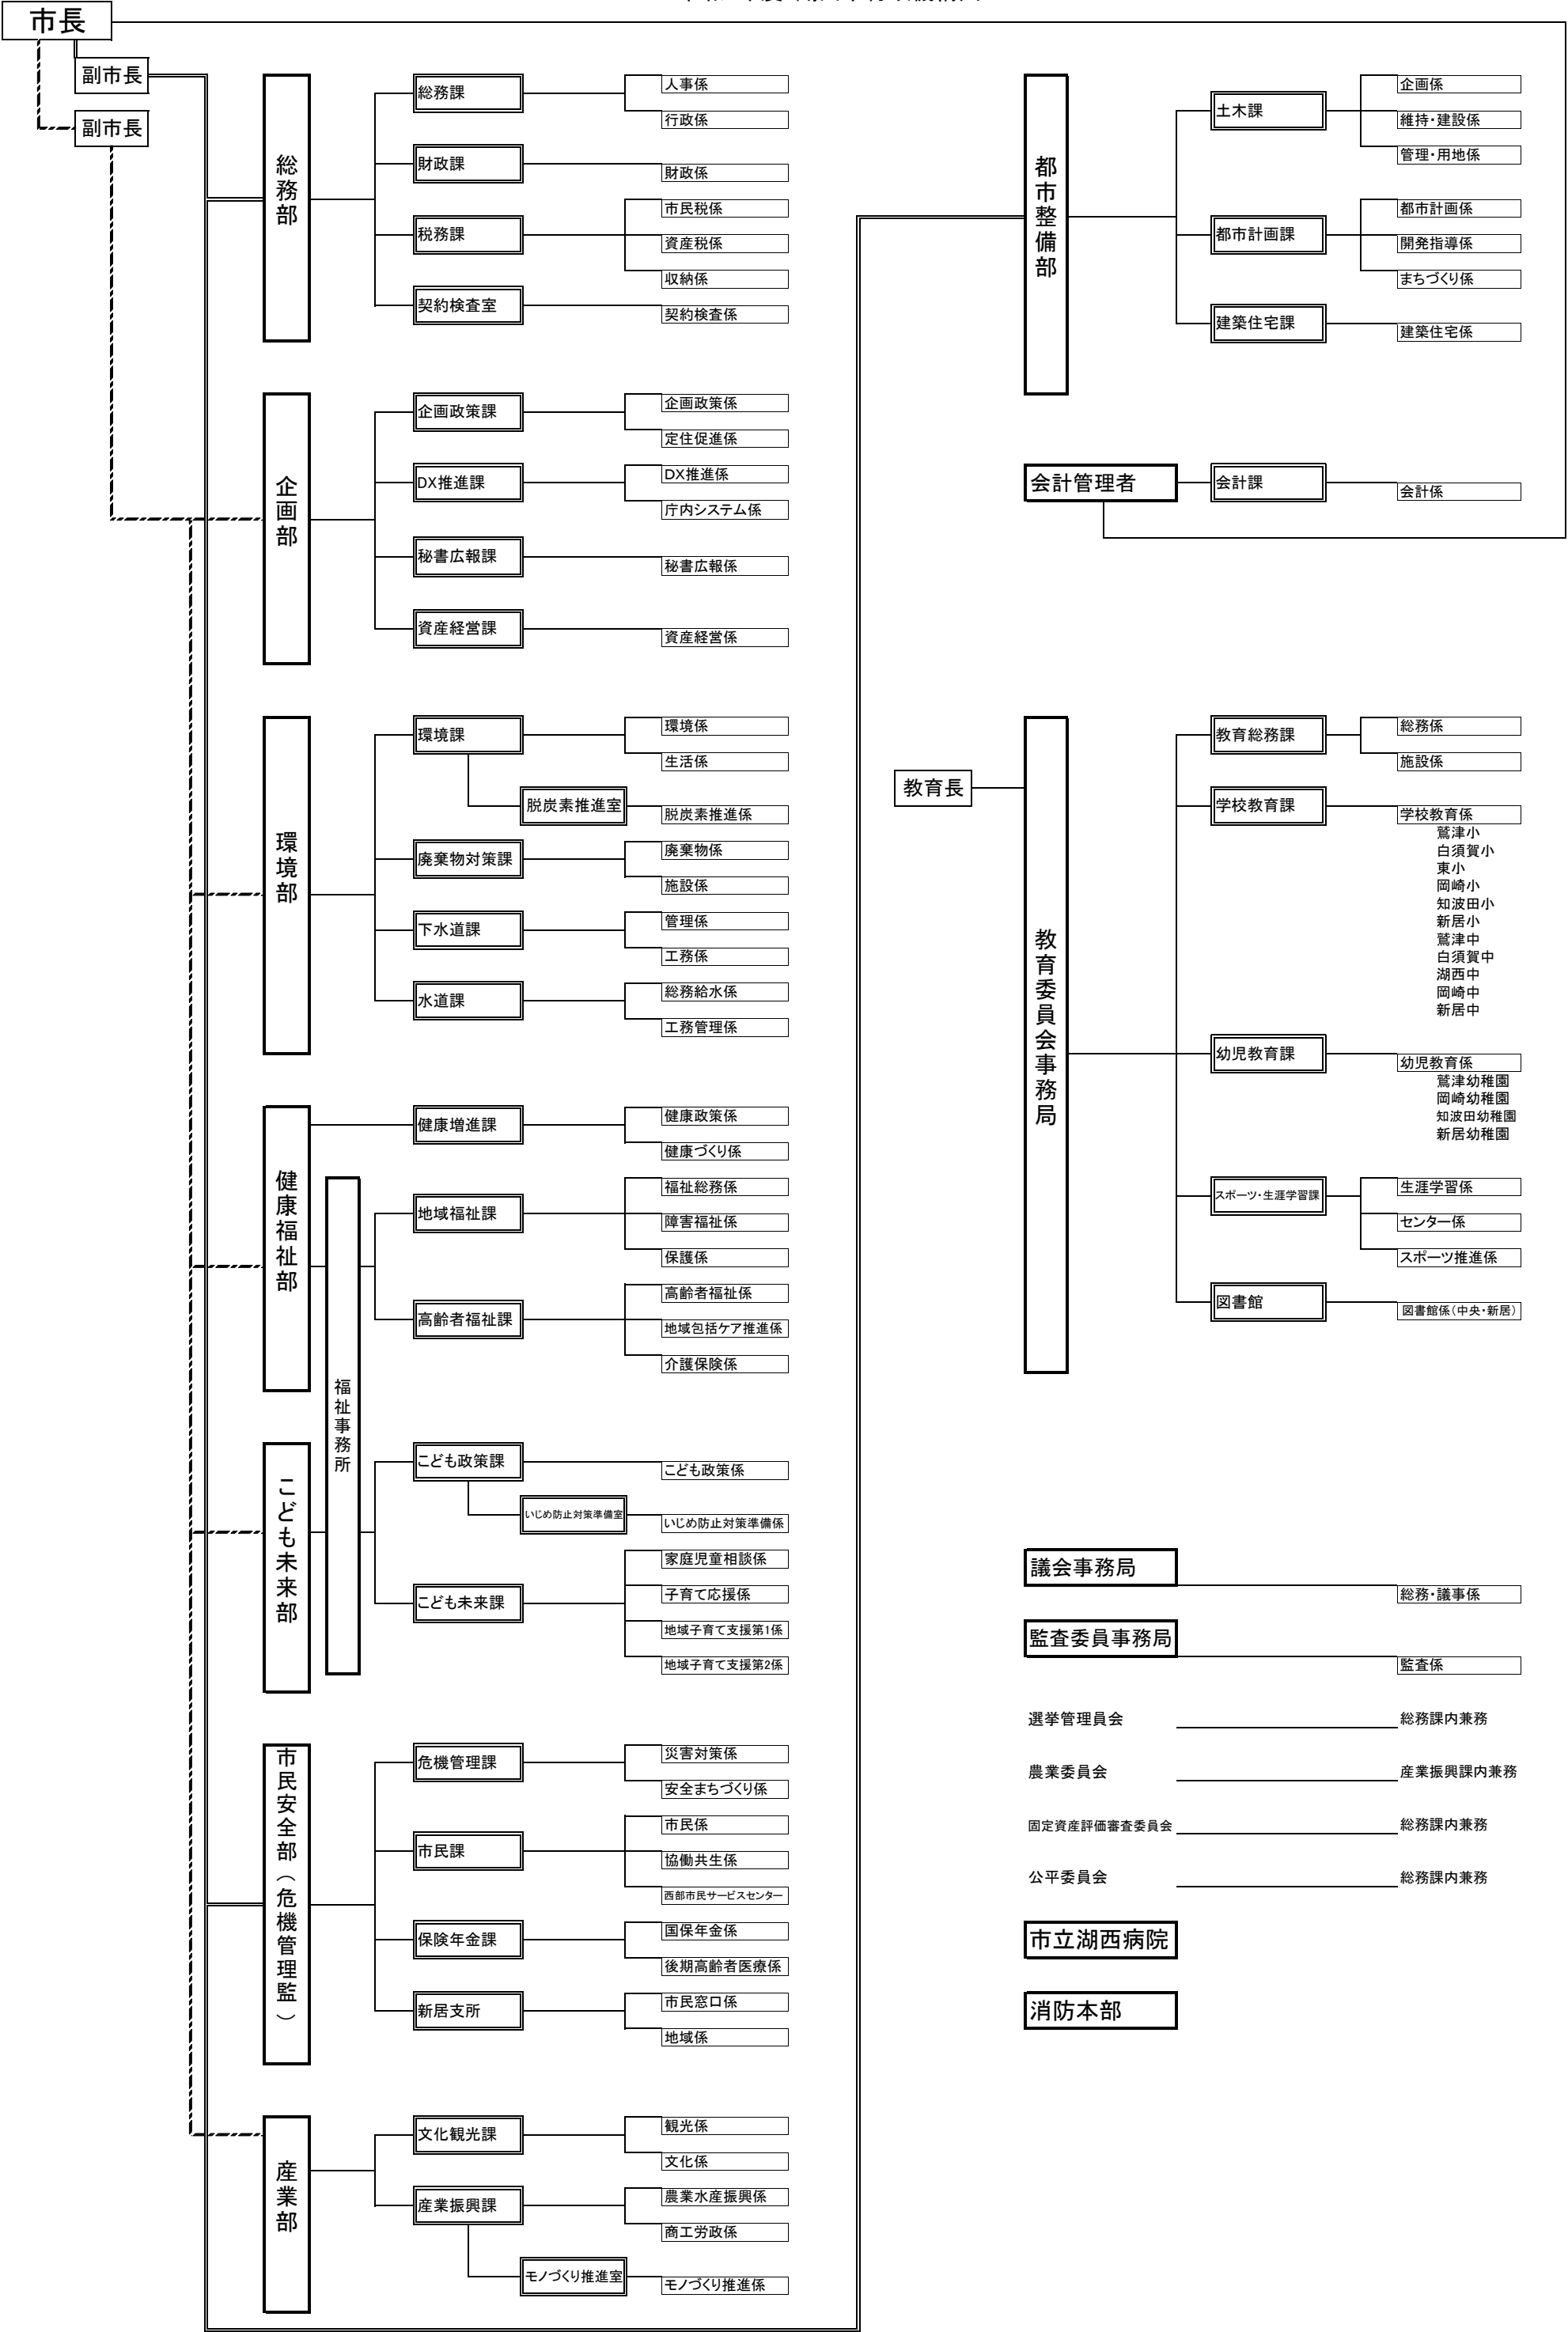 市長
副市長
副市長
総務部
総務課
人事係
行政係
財政課
財政係
税務課
市民税係
資産税係
収納係
契約検査室
契約検査係
企画部
企画政策課
企画政策係
定住促進係
DX推進課
DX推進係
庁内システム係
秘書広報課
秘書広報係
資産経営課
資産経営係
環境部
環境課
環境係
生活係
脱炭素推進室
脱炭素推進係
廃棄物対策課
廃棄物係
施設係
下水道課
管理係
工務係
水道課
総務給水係
工務管理係
健康福祉部
健康増進課
健康政策係
健康づくり係
福祉事務所
地域福祉課
福祉総務係
障害福祉係
保護係
高齢者福祉課
高齢者福祉係
地域包括ケア推進係
介護保険係
こども未来部
こども政策課
こども政策係
いじめ防止対策準備室
いじめ防止対策準備係
こども未来課
家庭児童相談係
子育て応援係
地域子育て支援第1係
地域子育て支援第2係
市民安全部（危機管理監）
危機管理課
災害対策係
安全まちづくり係
市民課
市民係
協働共生係
西部市民サービスセンター
保険年金課
国保年金係
後期高齢者医療係
新居支所
市民窓口係
地域係
産業部
文化観光課
観光係
文化係
産業振興課
農業水産振興係
商工労政係
モノづくり推進室
モノづくり推進係
都市整備部
土木課
企画係
維持・建設係
管理・用地係
都市計画課
都市計画係
開発指導係
まちづくり係
建築住宅課
建築住宅係
会計管理者
会計課
会計係
教育長
教育委員会事務局
教育総務課
総務係
施設係
学校教育課
学校教育係
鷲津小
白須賀小
東小
岡崎小
知波田小
新居小
鷲津中
白須賀中
湖西中
岡崎中
新居中
幼児教育課
幼児教育係
鷲津幼稚園
岡崎幼稚園
知波田幼稚園
新居幼稚園
スポーツ・生涯学習課
生涯学習係
センター係
スポーツ推進係
図書館
図書館係（中央・新居）
議会事務局
総務・議事係
監査委員事務局
監査係
選挙管理員会
総務課内兼務
農業委員会
産業振興課内兼務
固定資産評価審査委員会
総務課内兼務
公平委員会
総務課内兼務
市立湖西病院
消防本部